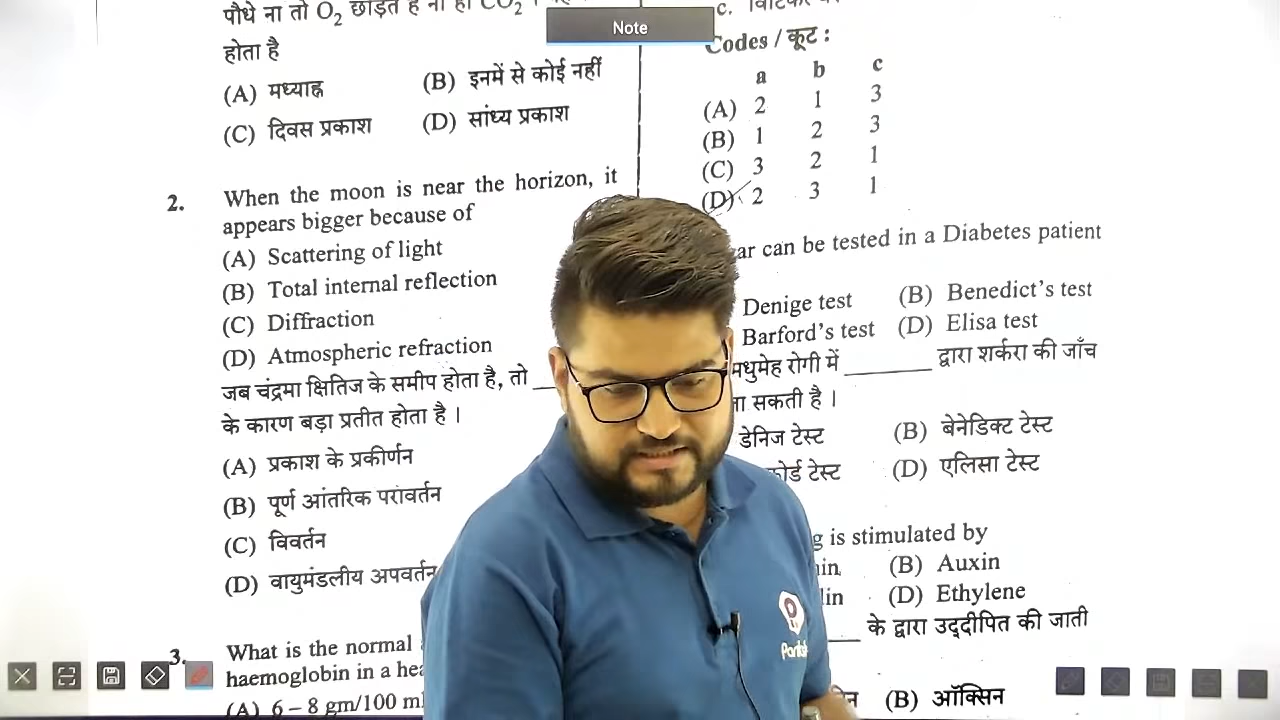 Note
पौधे ना तो O₂ छोड़ते हैं ना ही CO₂
होता है
(A) मध्याह्न (B) इनमें से कोई नहीं
(C) दिवस प्रकाश (D) सांध्य प्रकाश
2. When the moon is near the horizon, it
appears bigger because of
(A) Scattering of light
(B) Total internal reflection
(C) Diffraction
(D) Atmospheric refraction
जब चंद्रमा क्षितिज के समीप होता है, तो ___
के कारण बड़ा प्रतीत होता है ।
(A) प्रकाश के प्रकीर्णन
(B) पूर्ण आंतरिक परावर्तन
(C) विवर्तन
(D) वायुमंडलीय अपवर्तन
3. What is the normal
haemoglobin in a
(A) 6 – 8 gm/100
c.
Codes / कूट :
a b c
(A) 2 1 3
(B) 1 2 3
(C) 3 2 1
(D) 2 3 1
can be tested in a Diabetes patient
Denige test (B) Benedict's test
Barford's test (D) Elisa test
मधुमेह रोगी में ________ द्वारा शर्करा की जाँच
सकती है ।
डेनिज टेस्ट (B) बेनेडिक्ट टेस्ट
टेस्ट (D) एलिसा टेस्ट
is stimulated by
(B) Auxin
(D) Ethylene
के द्वारा उद्दीपित की जाती
(B) ऑक्सिन